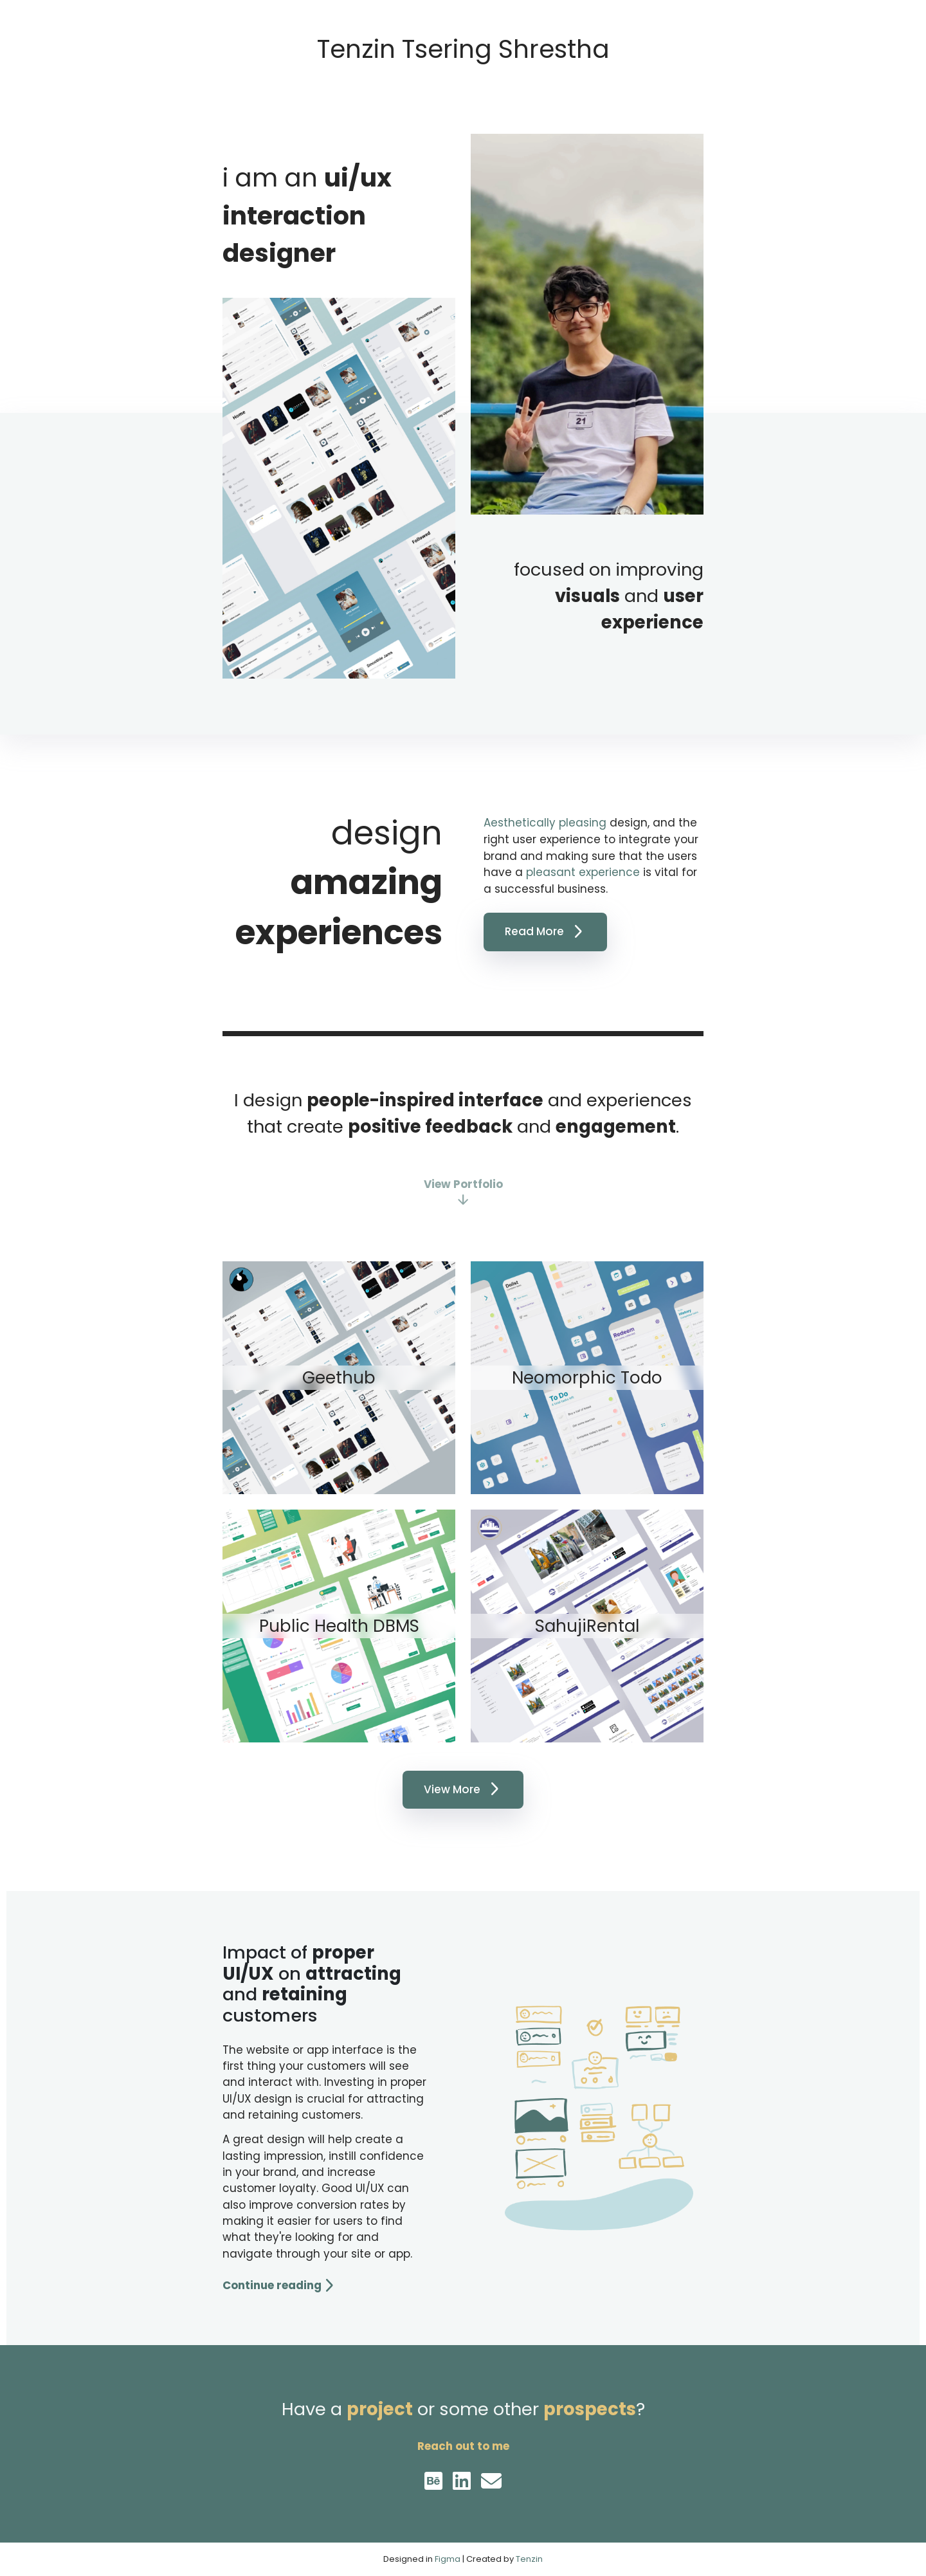 Tenzin Tsering Shrestha
i am an ui/ux
interaction
designer
Home
Followed
21
focused on improving
visuals and user
experience
design
amazing
experiences
Aesthetically pleasing design, and the
right user experience to integrate your
brand and making sure that the users
have a pleasant experience is vital for
a successful business.
Read More
I design people-inspired interface and experiences
that create positive feedback and engagement.
View Portfolio
Geethub
Neomorphic Todo
To Do
Public Health DBMS
SahujiRental
View More
Impact of proper
UI/UX on attracting
and retaining
customers
The website or app interface is the
first thing your customers will see
and interact with. Investing in proper
UI/UX design is crucial for attracting
and retaining customers.
A great design will help create a
lasting impression, instill confidence
in your brand, and increase
customer loyalty. Good UI/UX can
also improve conversion rates by
making it easier for users to find
what they're looking for and
navigate through your site or app.
Continue reading
Have a project or some other prospects?
Reach out to me
Bē
in
Designed in Figma | Created by Tenzin